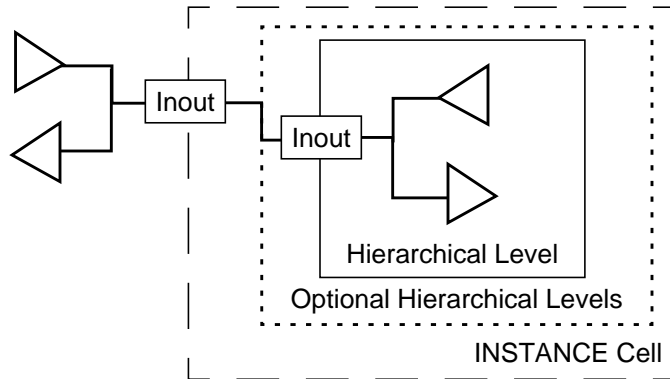 Inout
Inout
Hierarchical Level
Optional Hierarchical Levels
INSTANCE Cell